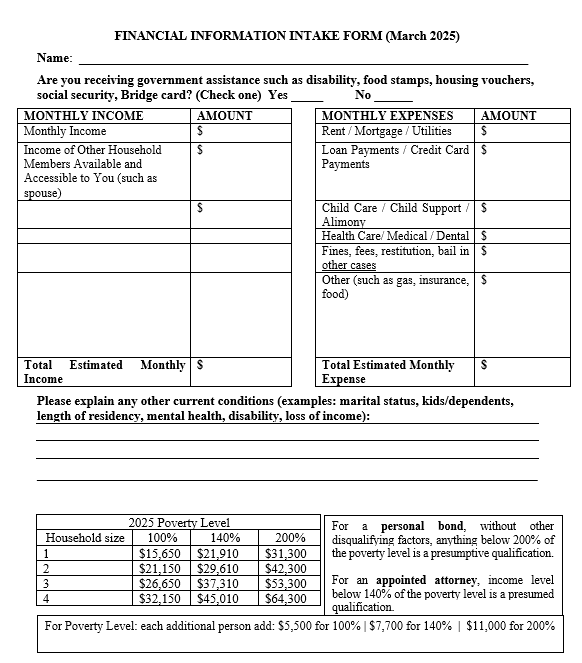 FINANCIAL INFORMATION INTAKE FORM (March 2025)
Name:
Are you receiving government assistance such as disability, food stamps, housing vouchers,
social security, Bridge card? (Check one) Yes _____ No ______
MONTHLY INCOME AMOUNT
Monthly Income $
Income of Other Household $
Members Available and
Accessible to You (such as
spouse)
$
Total Estimated Monthly $
Income
MONTHLY EXPENSES AMOUNT
Rent / Mortgage / Utilities $
Loan Payments / Credit Card $
Payments
Child Care / Child Support / $
Alimony
Health Care/ Medical / Dental $
Fines, fees, restitution, bail in $
other cases
Other (such as gas, insurance, $
food)
Total Estimated Monthly $
Expense
Please explain any other current conditions (examples: marital status, kids/dependents,
length of residency, mental health, disability, loss of income):
2025 Poverty Level
Household size 100% 140% 200%
1 $15,650 $21,910 $31,300
2 $21,150 $29,610 $42,300
3 $26,650 $37,310 $53,300
4 $32,150 $45,010 $64,300
For a personal bond, without other
disqualifying factors, anything below 200% of
the poverty level is a presumptive qualification.
For an appointed attorney, income level
below 140% of the poverty level is a presumed
qualification.
For Poverty Level: each additional person add: $5,500 for 100% | $7,700 for 140% | $11,000 for 200%